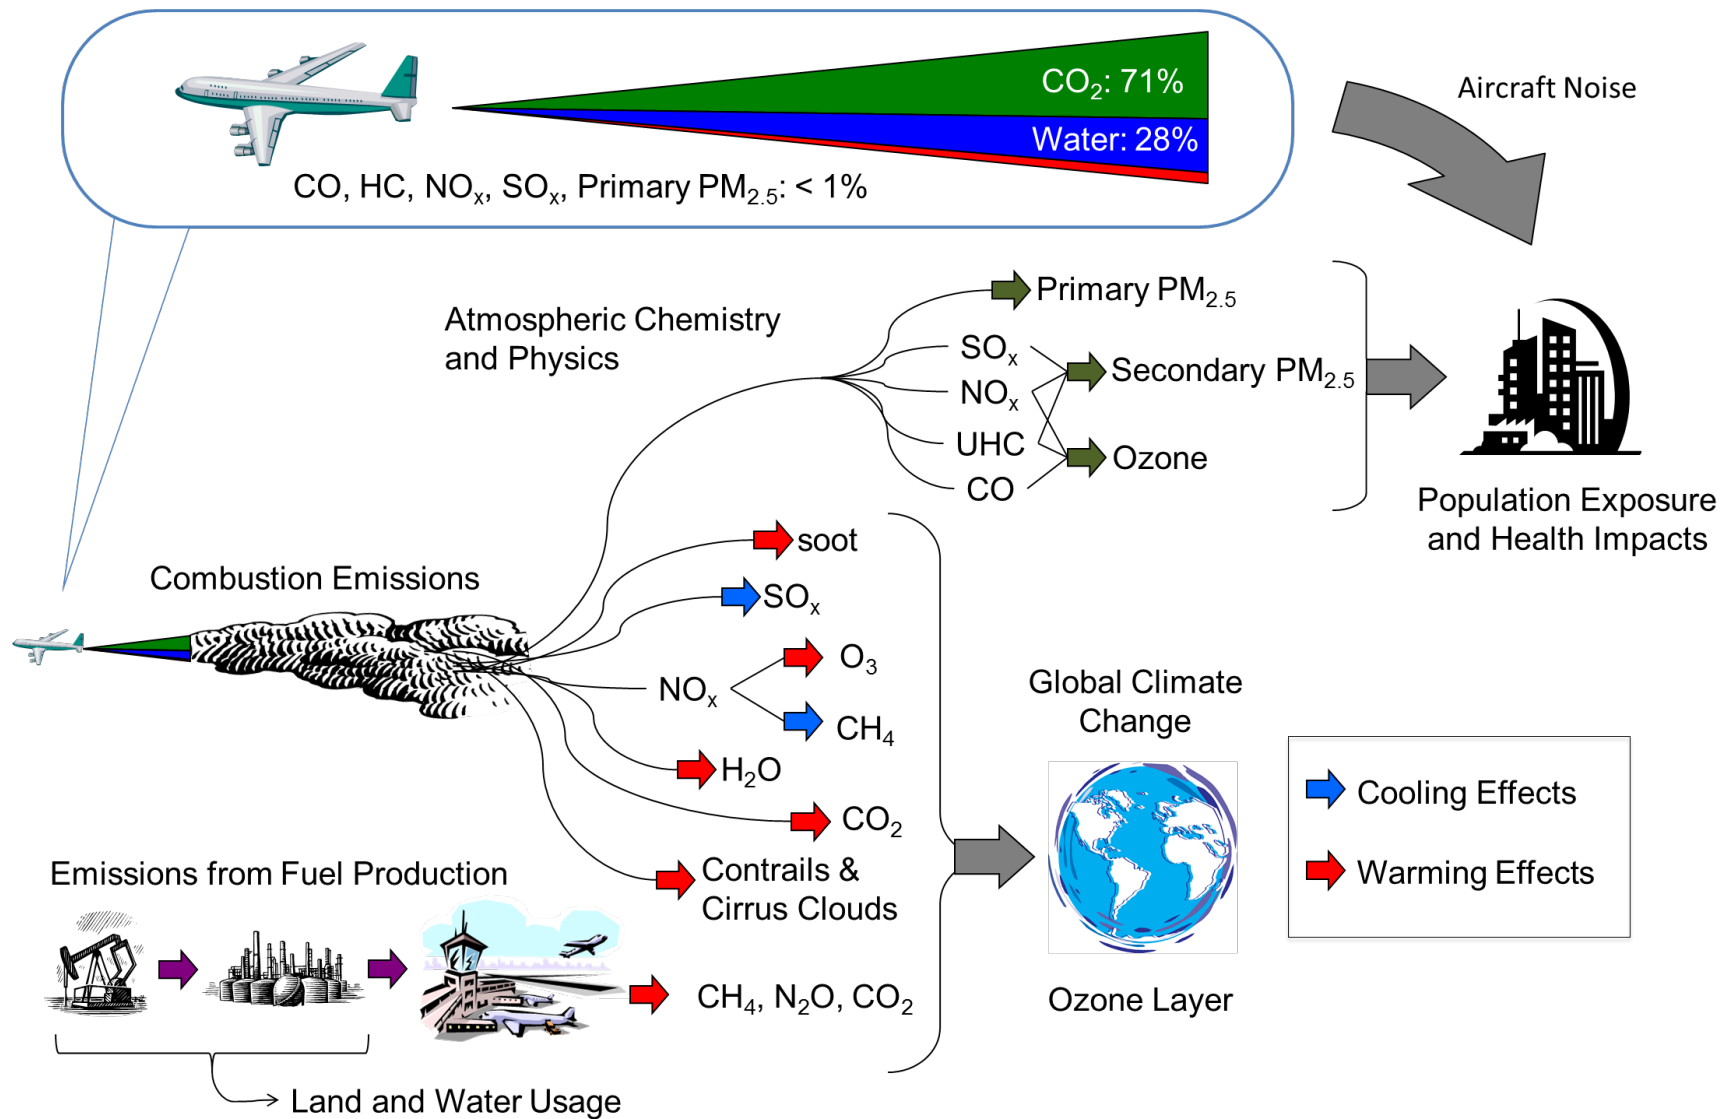 CO₂: 71%
Water: 28%
CO, HC, NOₓ, SOₓ, Primary PM₂.₅: < 1%
Aircraft Noise
Atmospheric Chemistry
and Physics
Primary PM₂.₅
SOₓ
NOₓ
UHC
CO
Secondary PM₂.₅
Ozone
Population Exposure
and Health Impacts
Combustion Emissions
soot
SOₓ
NOₓ
O₃
CH₄
H₂O
CO₂
Contrails &
Cirrus Clouds
Global Climate
Change
Ozone Layer
Cooling Effects
Warming Effects
Emissions from Fuel Production
CH₄, N₂O, CO₂
Land and Water Usage